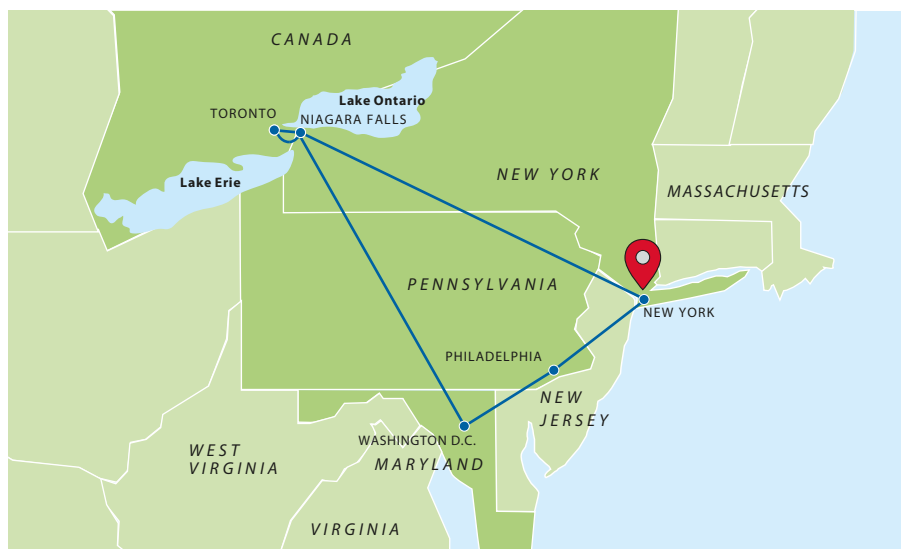 CANADA
Lake Ontario
TORONTO
NIAGARA FALLS
Lake Erie
NEW YORK
MASSACHUSETTS
PENNSYLVANIA
NEW YORK
PHILADELPHIA
NEW
JERSEY
WASHINGTON D.C.
WEST
VIRGINIA
MARYLAND
VIRGINIA